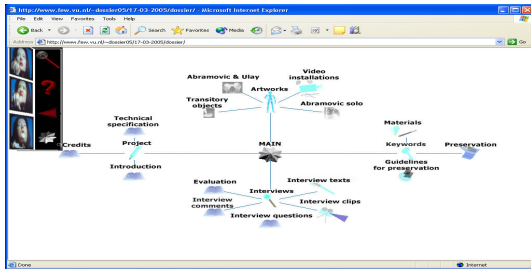 http://www.few.vu.nl/~dossier05/17-03-2005/dossier/ - Microsoft Internet Explorer
File Edit View Favorites Tools Help
Back Search Favorites Media
Address http://www.few.vu.nl/~dossier05/17-03-2005/dossier/ Go
Abramovic & Ulay
Video
installations
Artworks
Transitory
objects
Abramovic solo
Technical
specification
Materials
Credits
Project
MAIN
Keywords
Preservation
Introduction
Guidelines
for preservation
Evaluation
Interview texts
Interviews
Interview
comments
Interview clips
Interview questions
Done
Internet